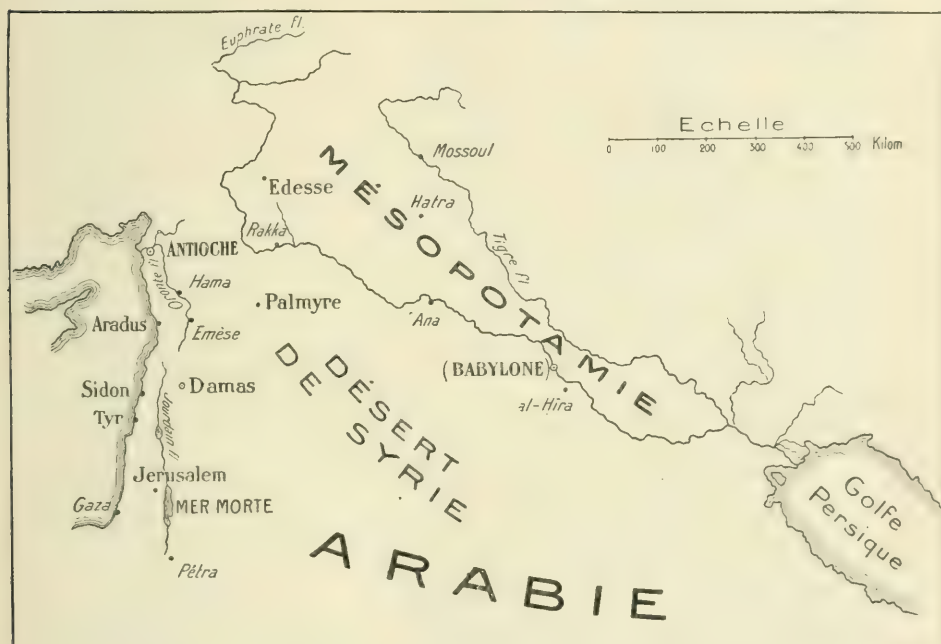 Euphrate fl.
Echelle
0 100 200 300 400 500 Kilom
Mossoul
MÉSOPOTAMIE
Edesse
Hatra
Rakka
Tigre fl.
ANTIOCHE
Oronte fl.
Hama
Palmyre
Ana
Aradus
Emèse
(BABYLONE)
DÉSERT
DE SYRIE
Sidon
Damas
al-Hîra
Tyr
Jourdain fl.
Jerusalem
Gaza
MER MORTE
Golfe
Persique
Pétra
ARABIE